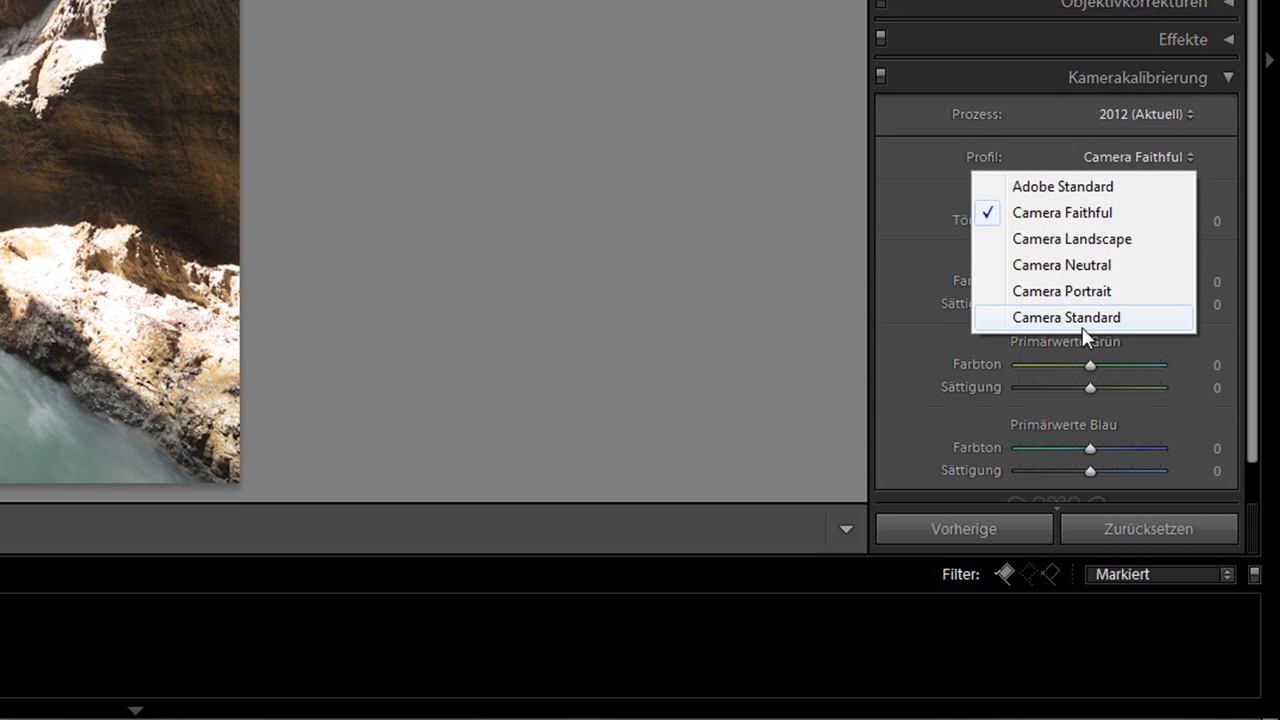 Objektivkorrekturen
Effekte
Kamerakalibrierung
Prozess: 2012 (Aktuell)
Profil: Camera Faithful
Adobe Standard
Camera Faithful
Camera Landscape
Camera Neutral
Camera Portrait
Camera Standard
0
0
0
Primärwerte Grün
Farbton 0
Sättigung 0
Primärwerte Blau
Farbton 0
Sättigung 0
Vorherige Zurücksetzen
Filter: Markiert